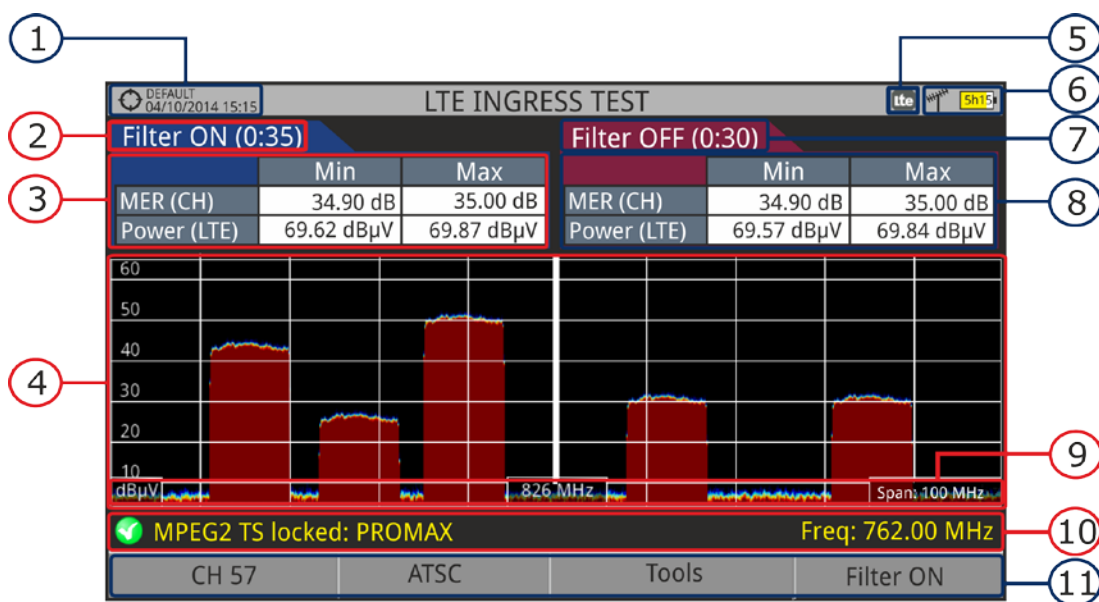 1
5
DEFAULT
04/10/2014 15:15
LTE INGRESS TEST
lte
5h15
6
2
Filter ON (0:35)
Filter OFF (0:30)
7
3
Min Max
MER (CH) 34.90 dB 35.00 dB
Power (LTE) 69.62 dBµV 69.87 dBµV
Min Max
MER (CH) 34.90 dB 35.00 dB
Power (LTE) 69.57 dBµV 69.84 dBµV
8
4
60
50
40
30
20
10
dBµV
826 MHz
Span: 100 MHz
9
MPEG2 TS locked: PROMAX
Freq: 762.00 MHz
10
CH 57
ATSC
Tools
Filter ON
11